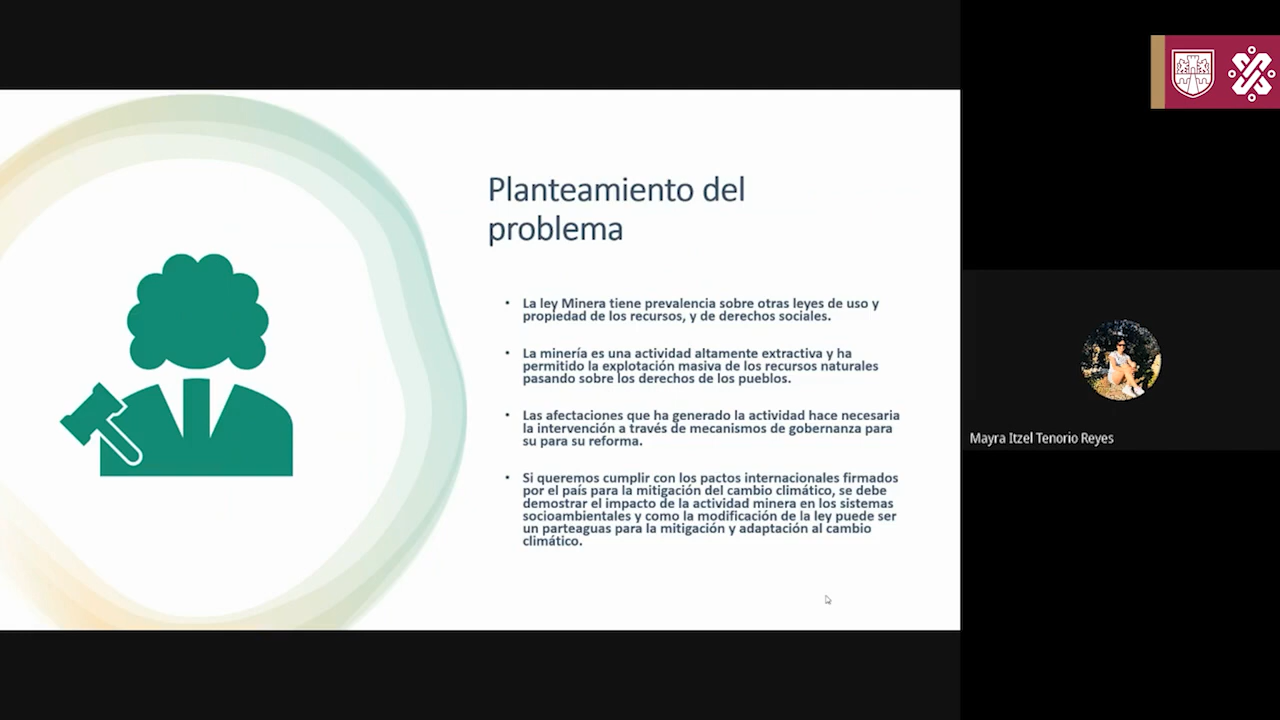 Planteamiento del
problema
• La ley Minera tiene prevalencia sobre otras leyes de uso y
propiedad de los recursos, y de derechos sociales.
• La minería es una actividad altamente extractiva y ha
permitido la explotación masiva de los recursos naturales
pasando sobre los derechos de los pueblos.
• Las afectaciones que ha generado la actividad hace necesaria
la intervención a través de mecanismos de gobernanza para
su para su reforma.
• Si queremos cumplir con los pactos internacionales firmados
por el país para la mitigación del cambio climático, se debe
demostrar el impacto de la actividad minera en los sistemas
socioambientales y como la modificación de la ley puede ser
un parteaguas para la mitigación y adaptación al cambio
climático.
Mayra Itzel Tenorio Reyes